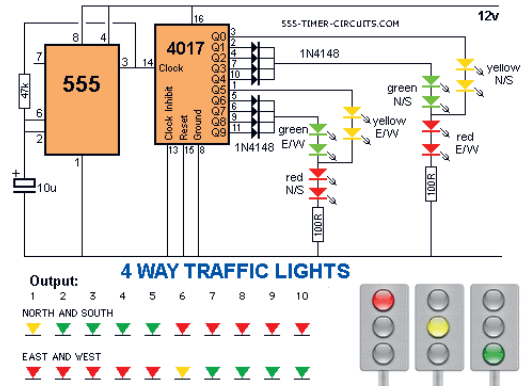 555-TIMER-CIRCUITS.COM
12v
8
4
7
3
14
555
47k
6
2
1
+
10u
16
4017
Clock
Clock Inhibit
Reset
Ground
13
15
8
Q0
Q1
Q2
Q3
Q4
Q5
Q6
Q7
Q8
Q9
3
2
4
7
10
1
5
6
9
11
1N4148
1N4148
green
N/S
yellow
N/S
red
E/W
100R
green
E/W
yellow
E/W
red
N/S
100R
4 WAY TRAFFIC LIGHTS
Output:
1 2 3 4 5 6 7 8 9 10
NORTH AND SOUTH
EAST AND WEST